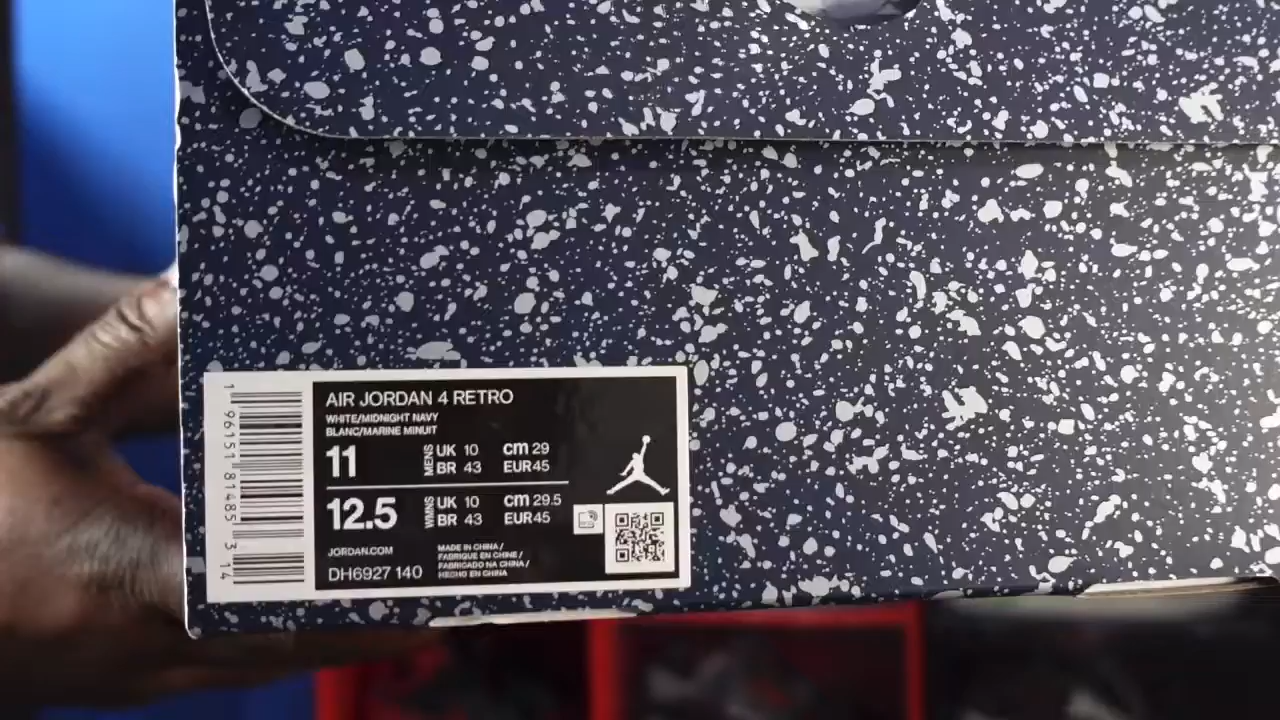 AIR JORDAN 4 RETRO
WHITE/MIDNIGHT NAVY
BLANC/MARINE MINUIT
11 MENS UK 10 cm 29
BR 43 EUR 45
12.5 WMNS UK 10 cm 29.5
BR 43 EUR 45
JORDAN.COM
DH6927 140
MADE IN CHINA /
FABRIQUE EN CHINE /
FABRICADO NA CHINA /
HECHO EN CHINA
1 96151 81485 3 14